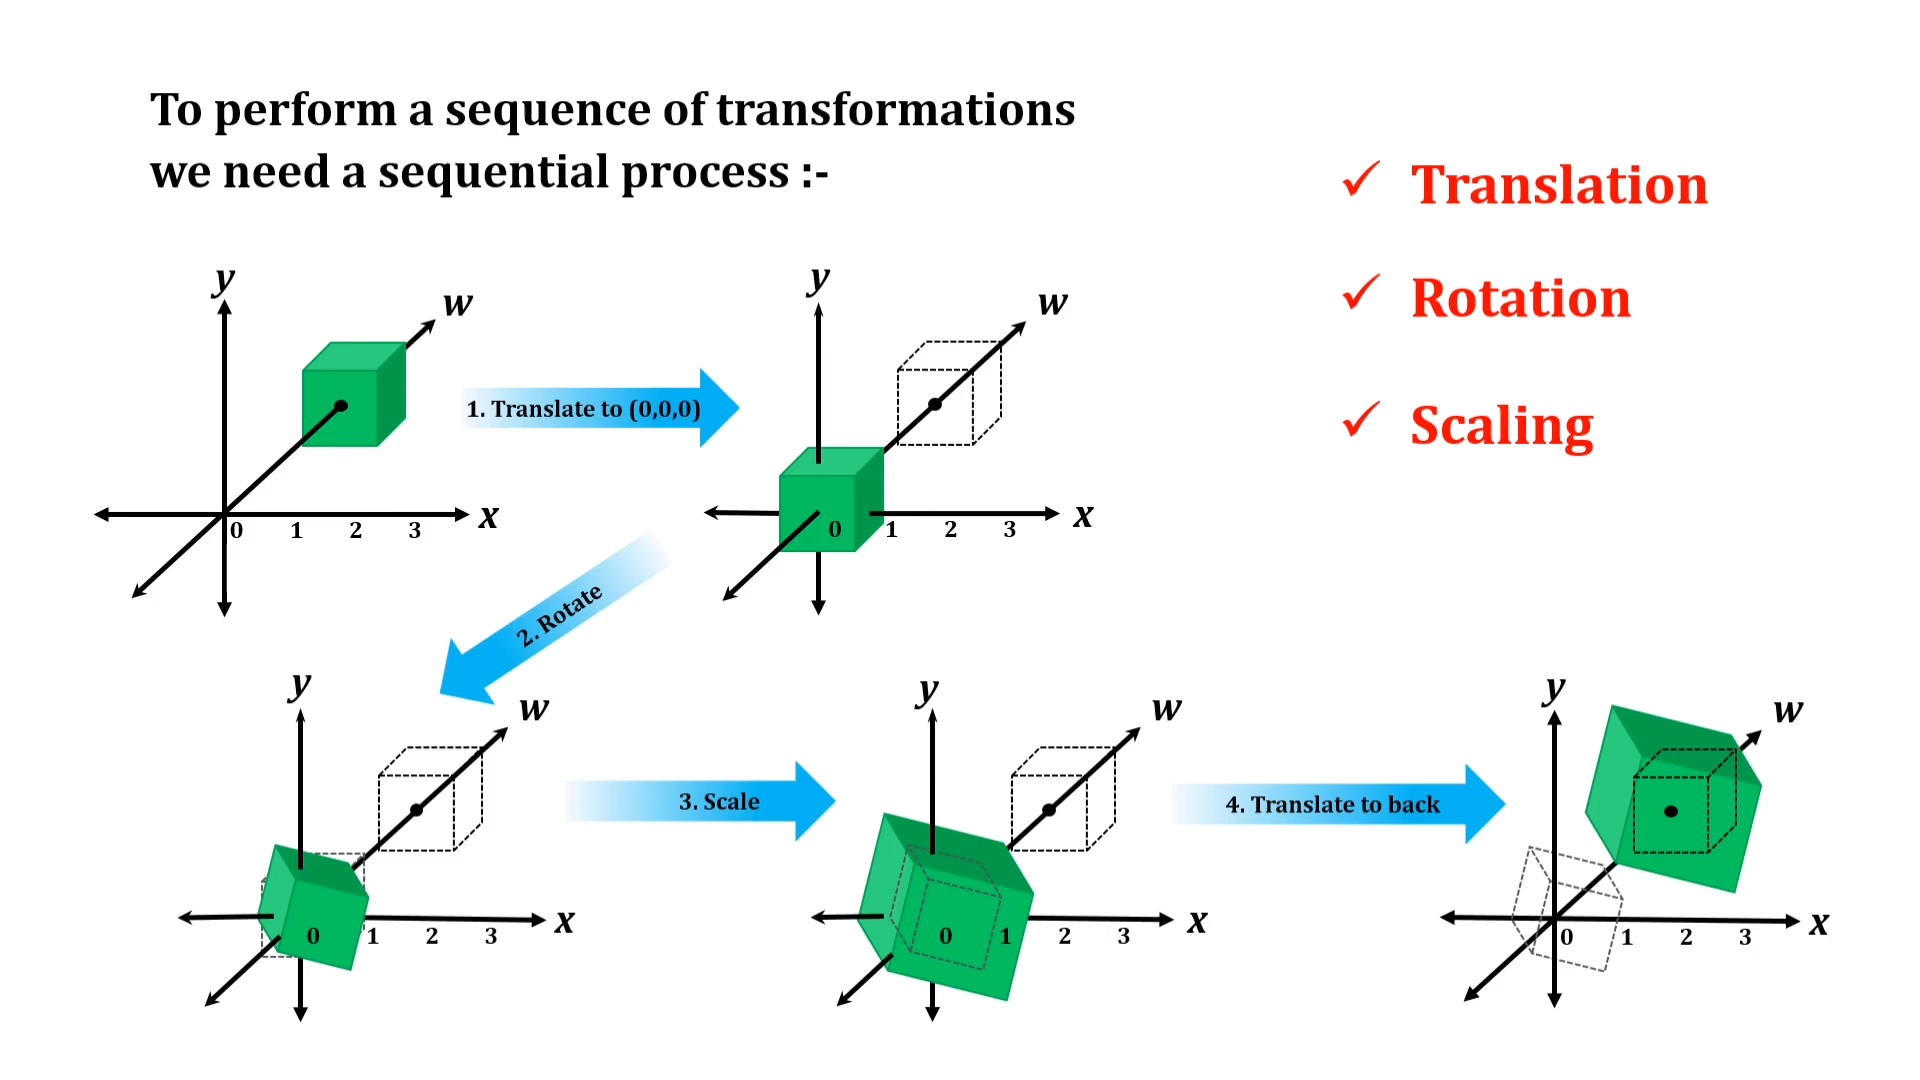 To perform a sequence of transformations
we need a sequential process :-
✓ Translation
✓ Rotation
✓ Scaling
y
w
x
0 1 2 3
1. Translate to (0,0,0)
y
w
x
0 1 2 3
2. Rotate
y
w
x
0 1 2 3
3. Scale
y
w
x
0 1 2 3
4. Translate to back
y
w
x
0 1 2 3